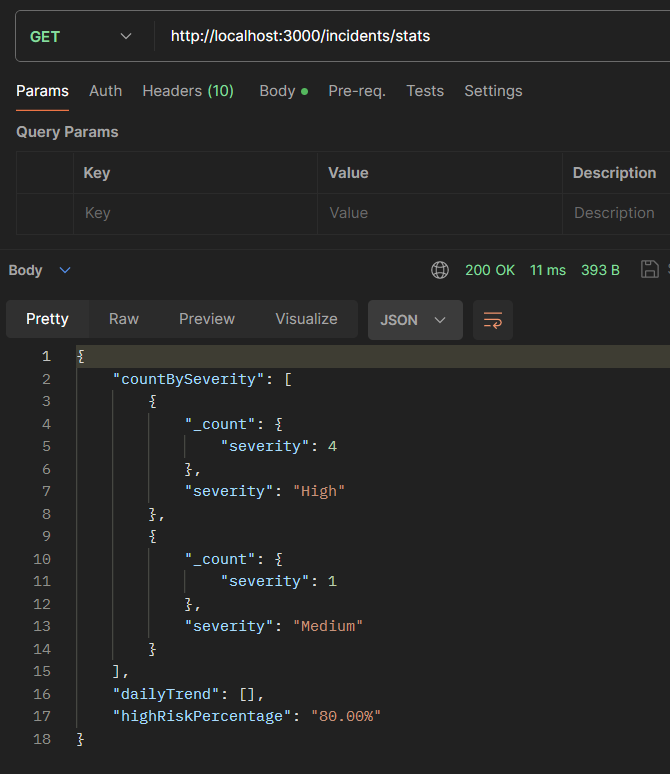 GET http://localhost:3000/incidents/stats
Params Auth Headers (10) Body Pre-req. Tests Settings
Query Params
Key Value Description
Key Value Description
Body 200 OK 11 ms 393 B
Pretty Raw Preview Visualize JSON
1 {
2 "countBySeverity": [
3 {
4 "_count": {
5 "severity": 4
6 },
7 "severity": "High"
8 },
9 {
10 "_count": {
11 "severity": 1
12 },
13 "severity": "Medium"
14 }
15 ],
16 "dailyTrend": [],
17 "highRiskPercentage": "80.00%"
18 }